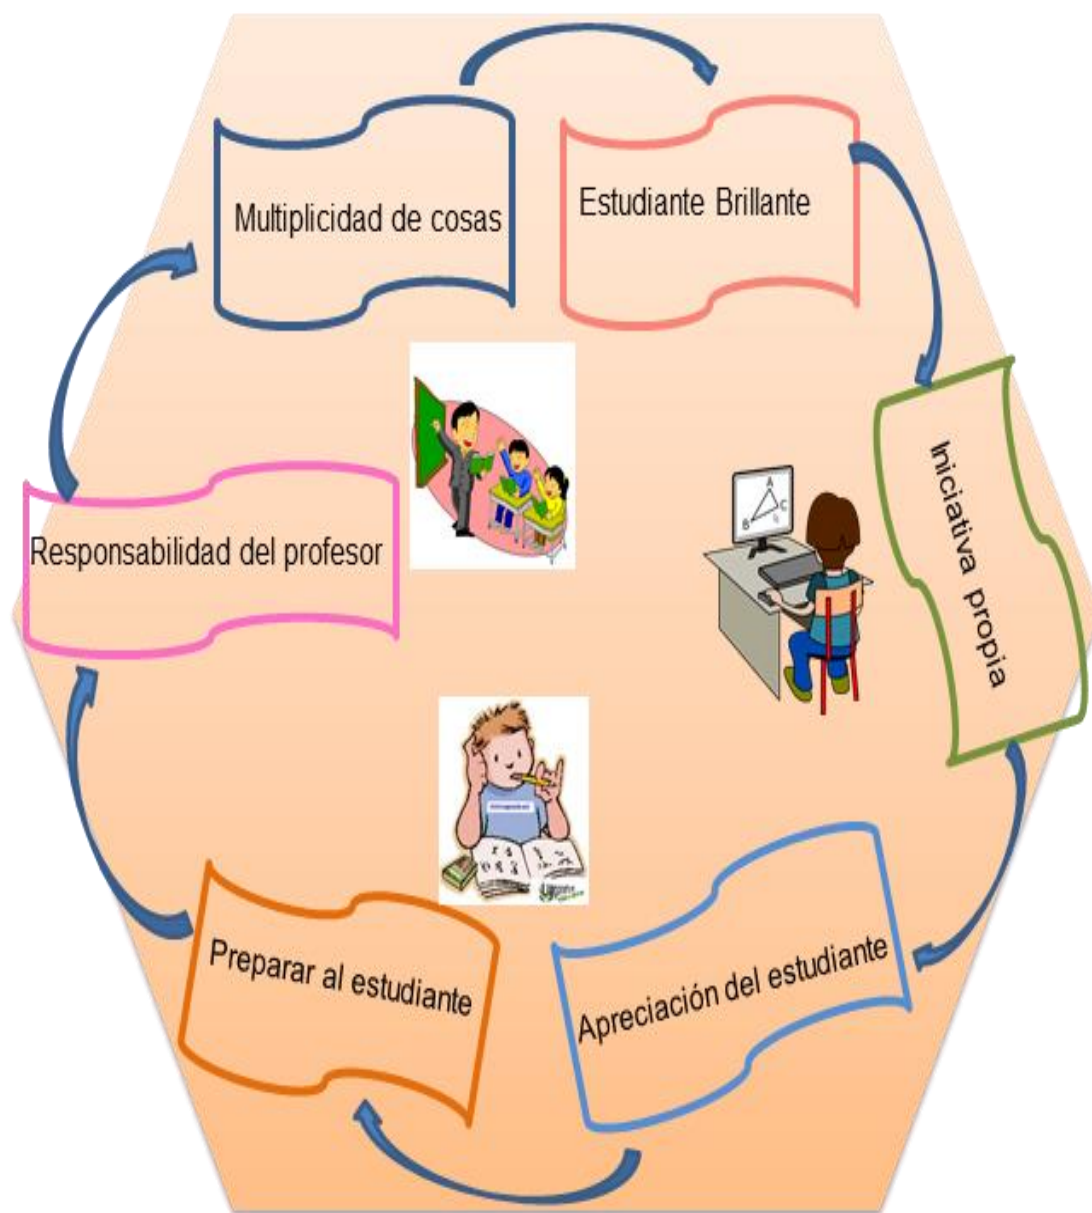 Multiplicidad de cosas
Estudiante Brillante
Iniciativa propia
Apreciación del estudiante
Preparar al estudiante
Responsabilidad del profesor
A
B
C